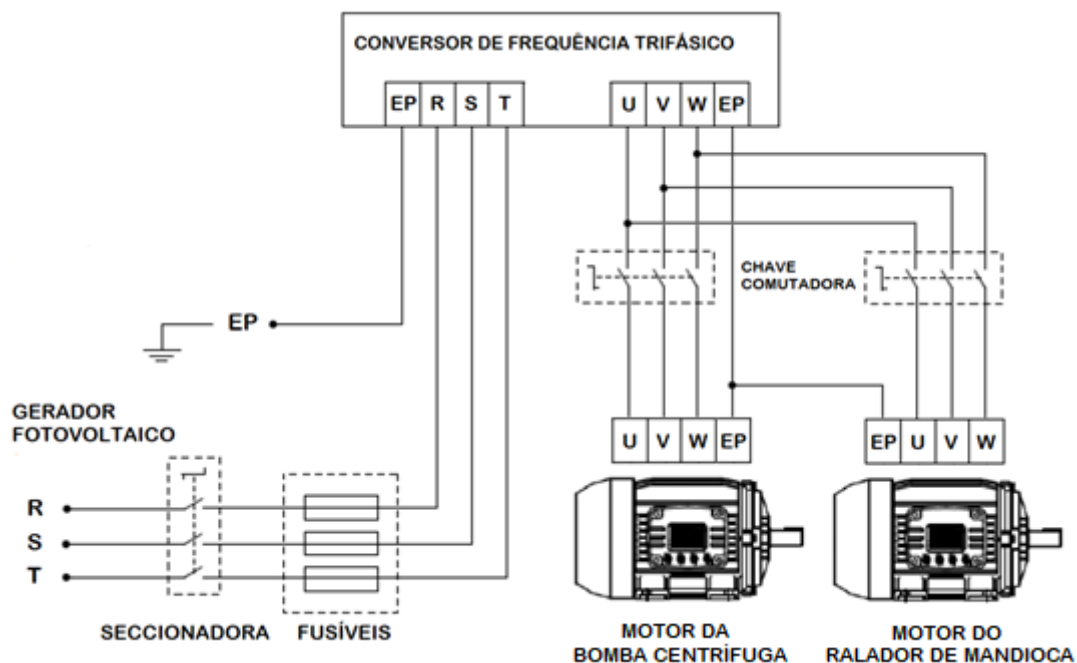 CONVERSOR DE FREQUÊNCIA TRIFÁSICO
EP R S T
U V W EP
CHAVE
COMUTADORA
EP
GERADOR
FOTOVOLTAICO
U V W EP
EP U V W
R
S
T
SECCIONADORA
FUSÍVEIS
MOTOR DA
BOMBA CENTRÍFUGA
MOTOR DO
RALADOR DE MANDIOCA